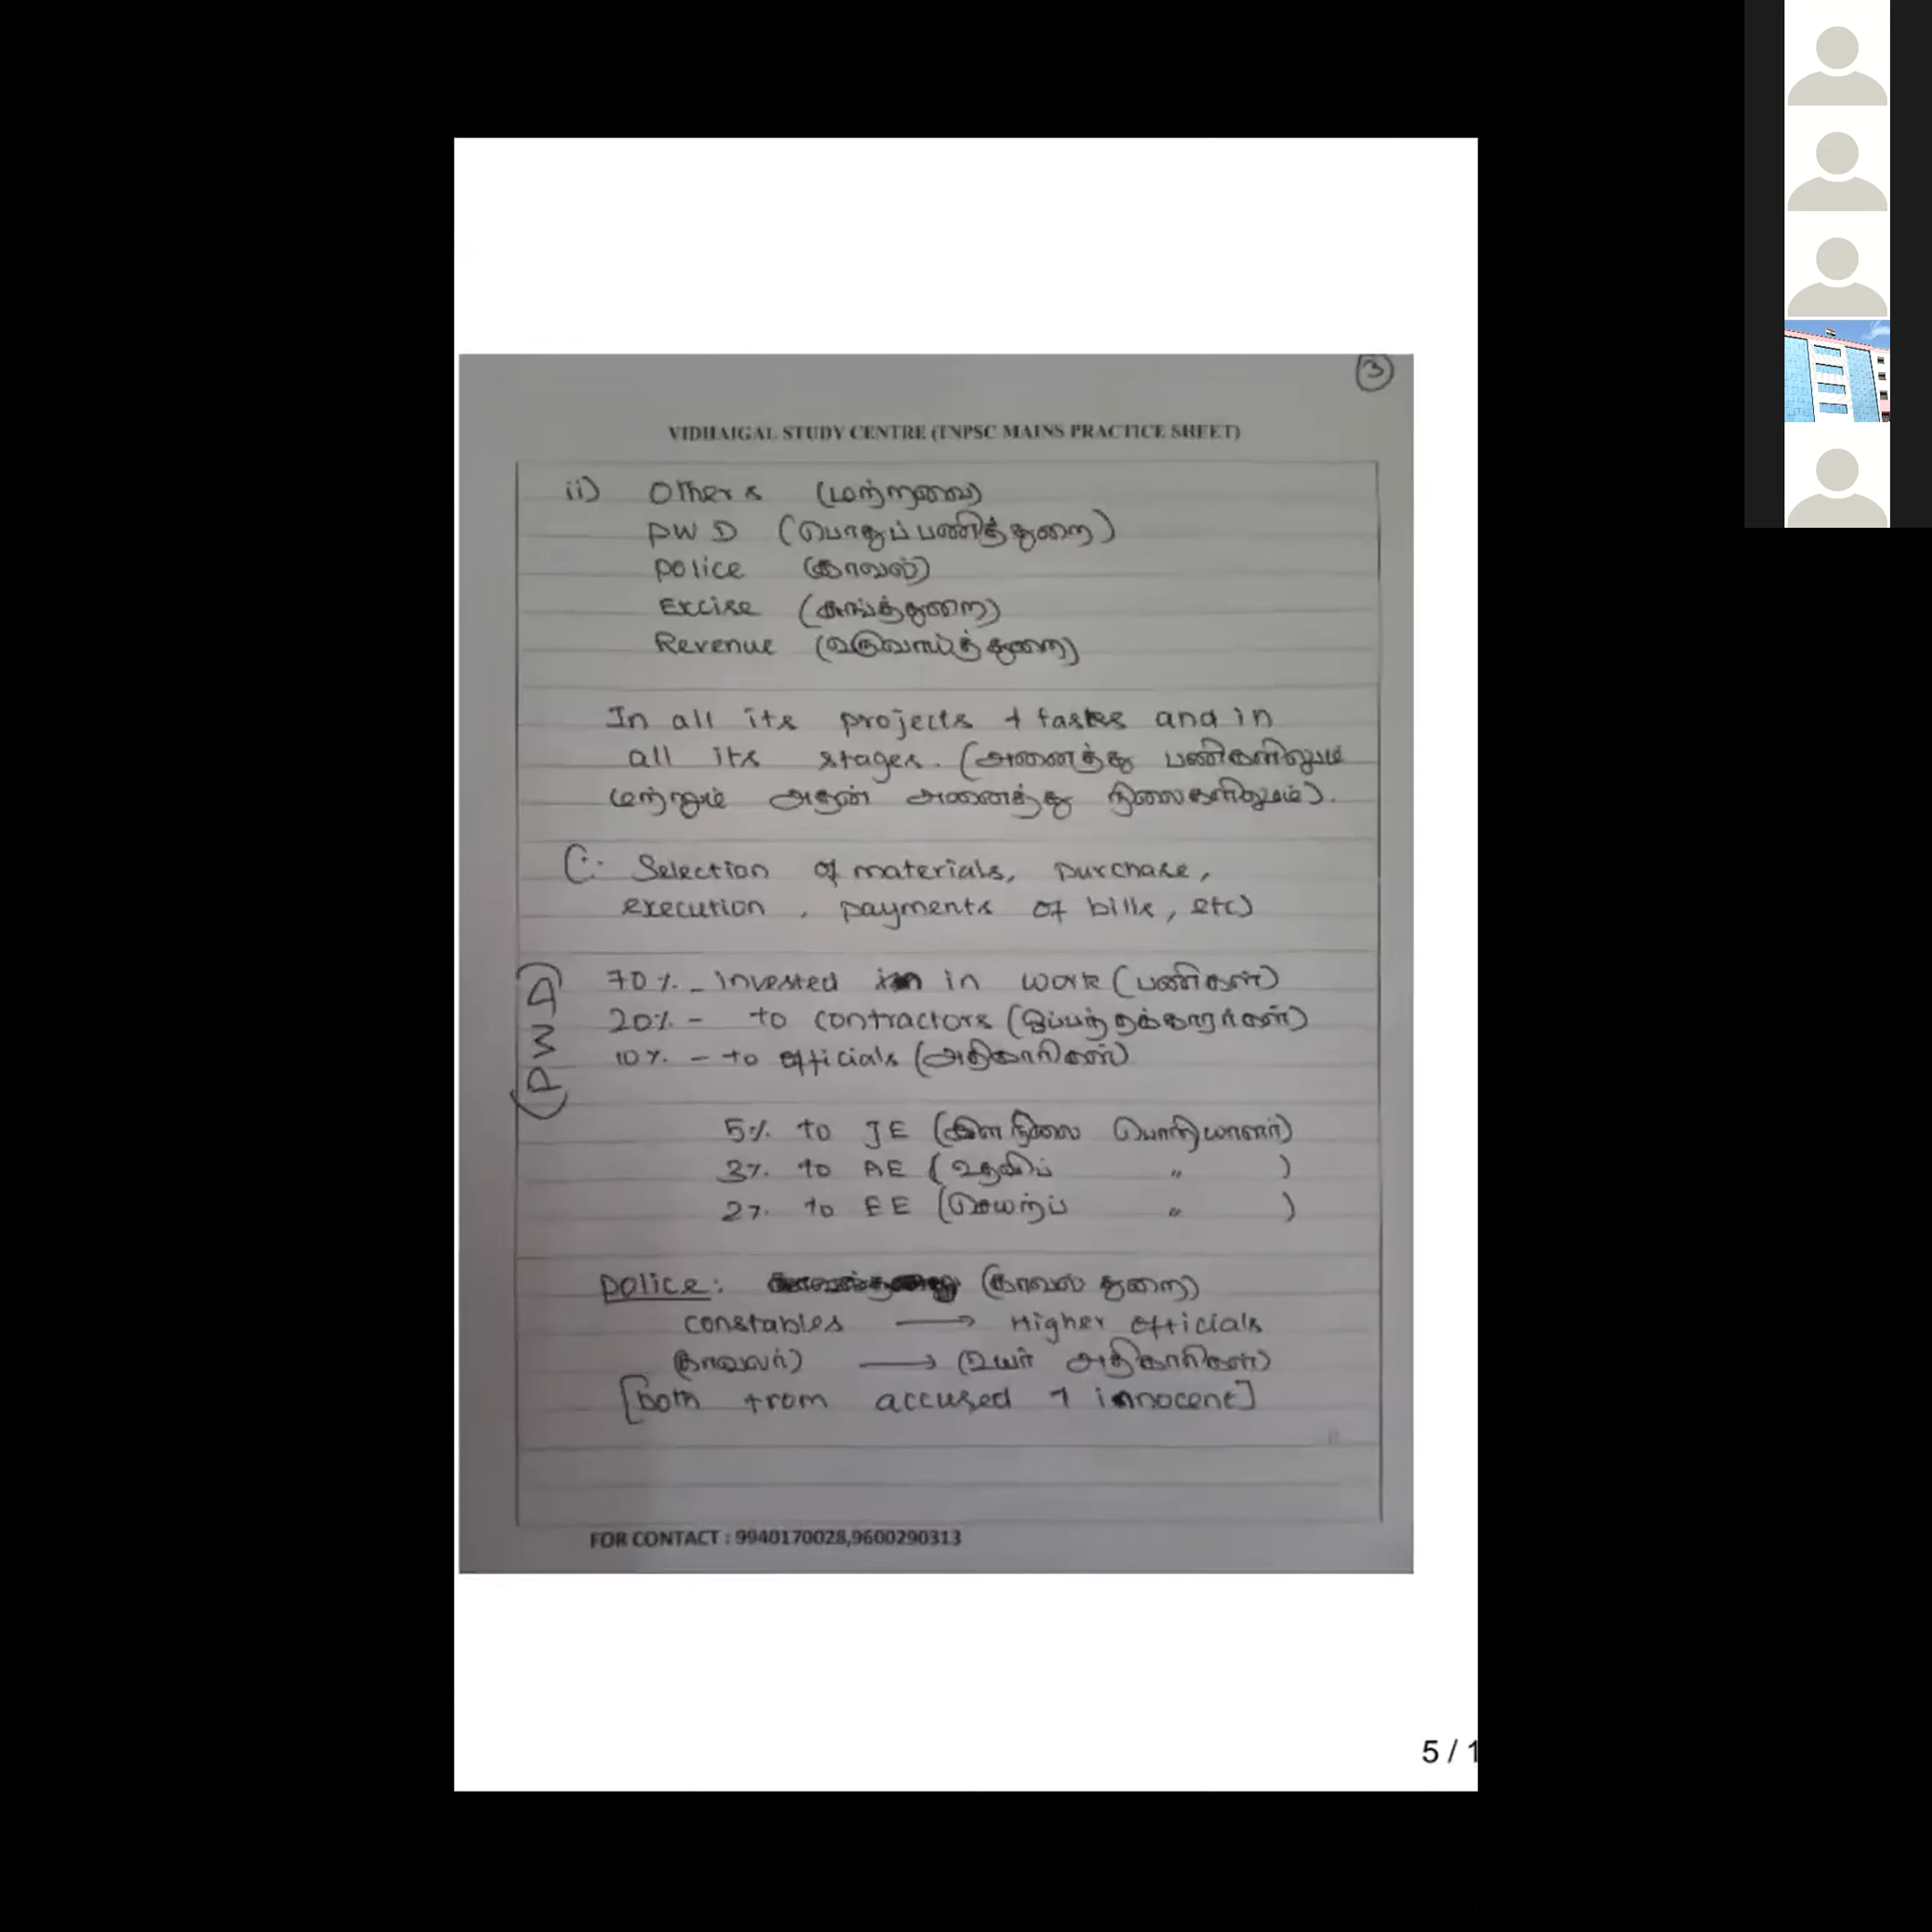 ③
VIDHAIGAL STUDY CENTRE (TNPSC MAINS PRACTICE SHEET)
ii) Others (மற்றவை)
PWD (பொதுப்பணித்துறை)
police (காவல்)
Excise (சுங்கத்துறை)
Revenue (வருவாய்த்துறை)
In all its projects + tasks and in
all its stages. (அனைத்து பணிகளிலும்
மற்றும் அதன் அனைத்து நிலைகளிலும்).
(: Selection of materials, purchase,
execution, payments of bills, etc)
(PWD)
70% - invested in in work (பணிகள்)
20% - to contractors (ஒப்பந்தக்காரர்கள்)
10% - to officials (அதிகாரிகள்)
5% to JE (இளநிலை பொறியாளர்)
3% to AE (உதவிப் " )
2% to EE (செயற்ப் " )
police: (காவல் துறை)
constables → Higher officials
(காவலர்) → (உயர் அதிகாரிகள்)
[both from accused + innocent]
FOR CONTACT : 9940170028,9600290313
5 / 1